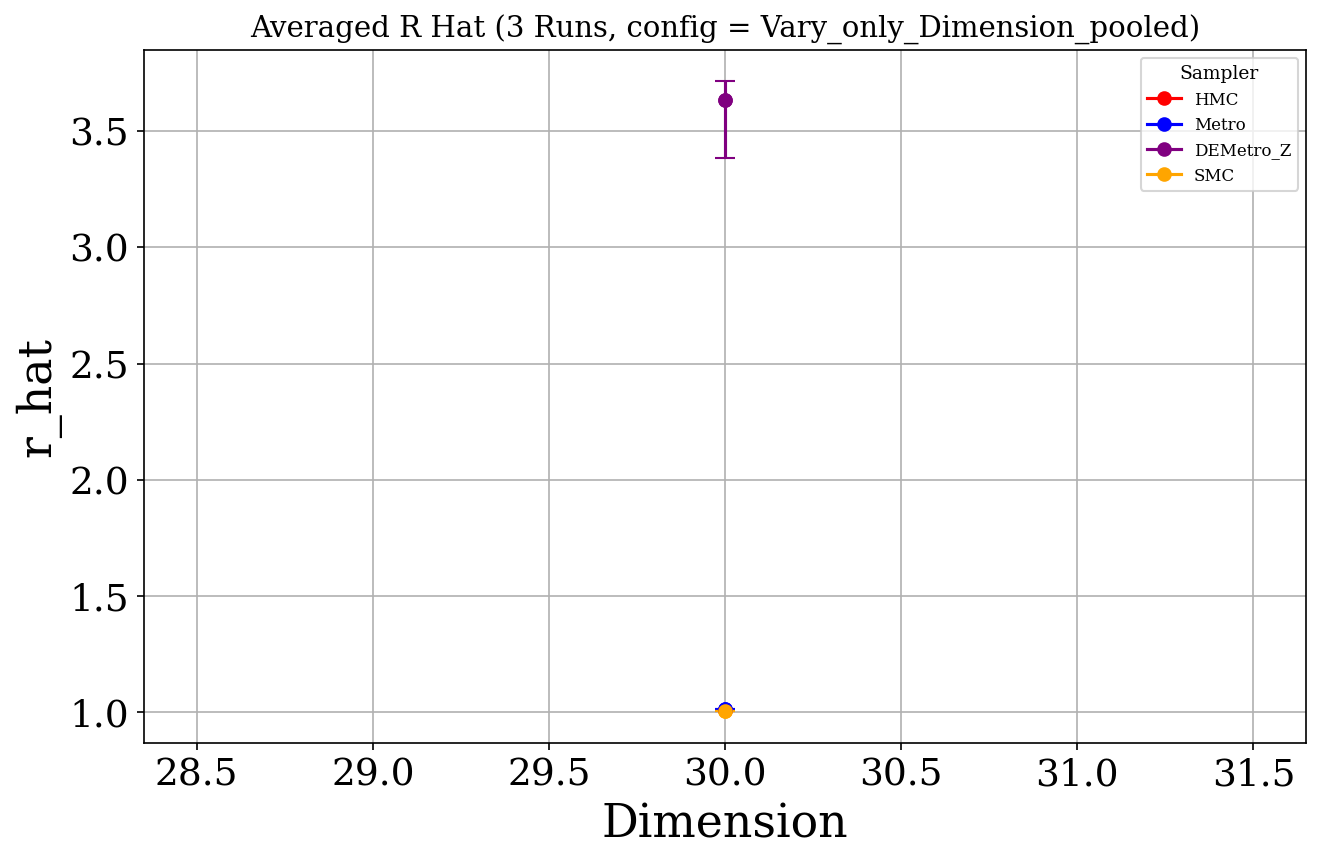 Averaged R Hat (3 Runs, config = Vary_only_Dimension_pooled)
Sampler
HMC
Metro
DEMetro_Z
SMC
3.5
3.0
2.5
2.0
1.5
1.0
r_hat
28.5 29.0 29.5 30.0 30.5 31.0 31.5
Dimension